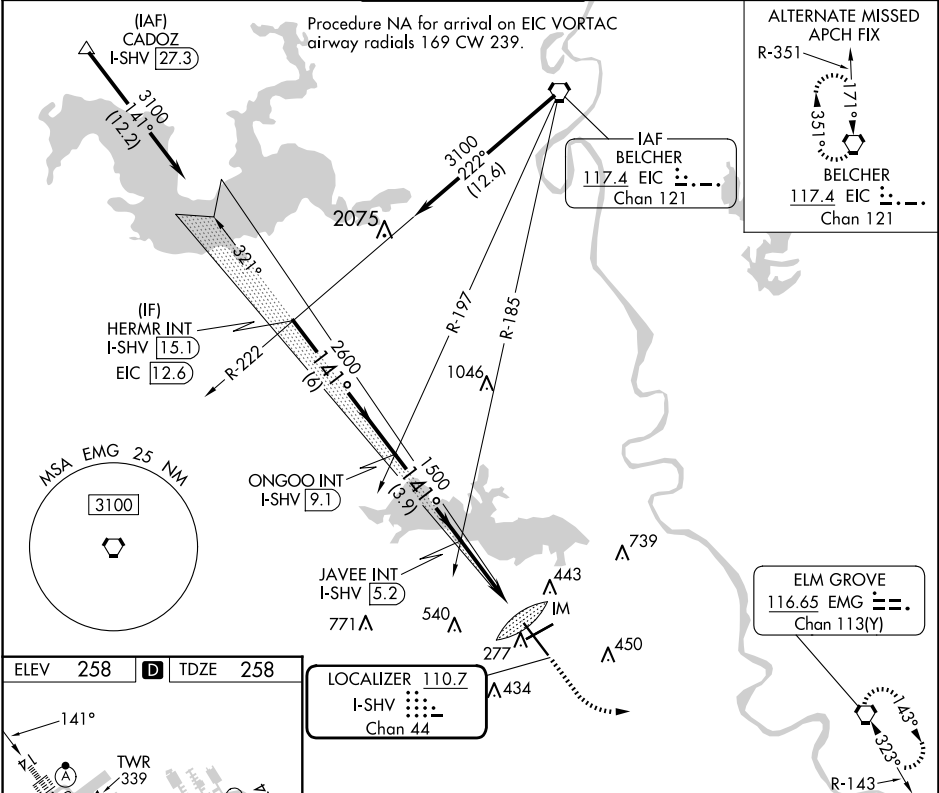 (IAF)
CADOZ
I-SHV 27.3
3100
141°
(12.2)
Procedure NA for arrival on EIC VORTAC
airway radials 169 CW 239.
3100
222°
(12.6)
IAF
BELCHER
117.4 EIC
Chan 121
ALTERNATE MISSED
APCH FIX
R-351
171°
351°
BELCHER
117.4 EIC
Chan 121
2075
321°
(IF)
HERMR INT
I-SHV 15.1
EIC 12.6
R-222
R-197
R-185
2600
141°
(6)
1046
MSA EMG 25 NM
3100
ONGOO INT
I-SHV 9.1
1500
141°
(3.9)
JAVEE INT
I-SHV 5.2
739
443
IM
771
540
277
450
434
LOCALIZER 110.7
I-SHV
Chan 44
ELM GROVE
116.65 EMG
Chan 113(Y)
143°
323°
R-143
ELEV 258 D TDZE 258
141°
14
A
TWR
339